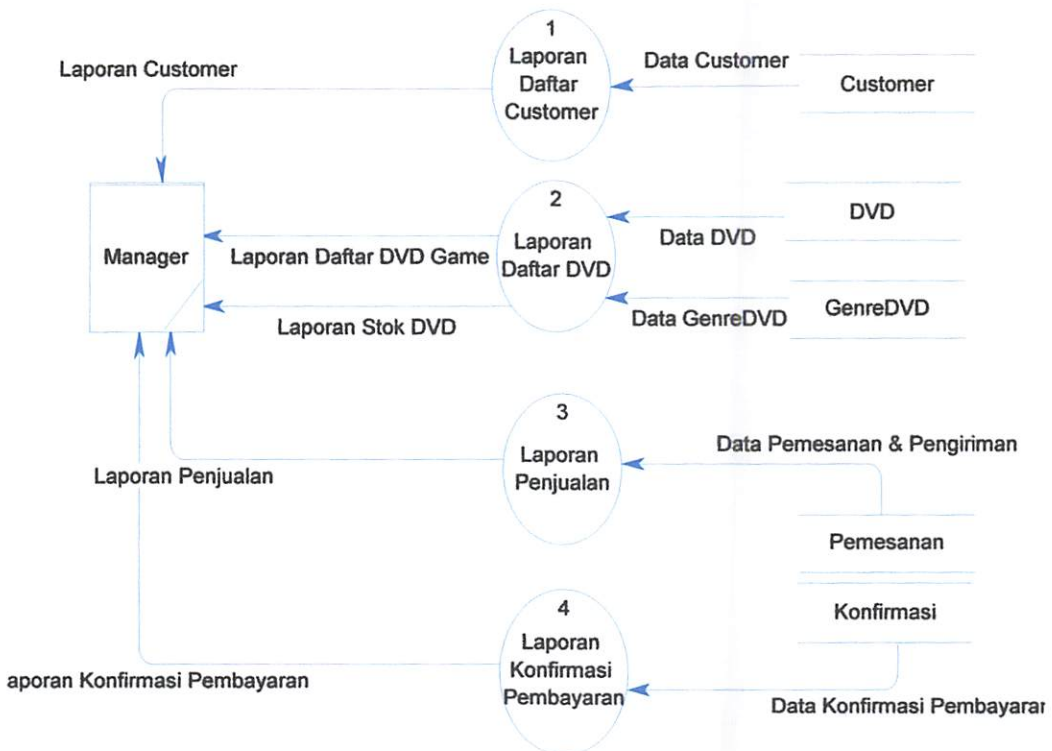 1
Laporan
Daftar
Customer
Laporan Customer
Data Customer
Customer
Manager
2
Laporan
Daftar DVD
Laporan Daftar DVD Game
Laporan Stok DVD
Data DVD
DVD
Data GenreDVD
GenreDVD
3
Laporan
Penjualan
Laporan Penjualan
Data Pemesanan & Pengiriman
Pemesanan
Konfirmasi
4
Laporan
Konfirmasi
Pembayaran
aporan Konfirmasi Pembayaran
Data Konfirmasi Pembayaran